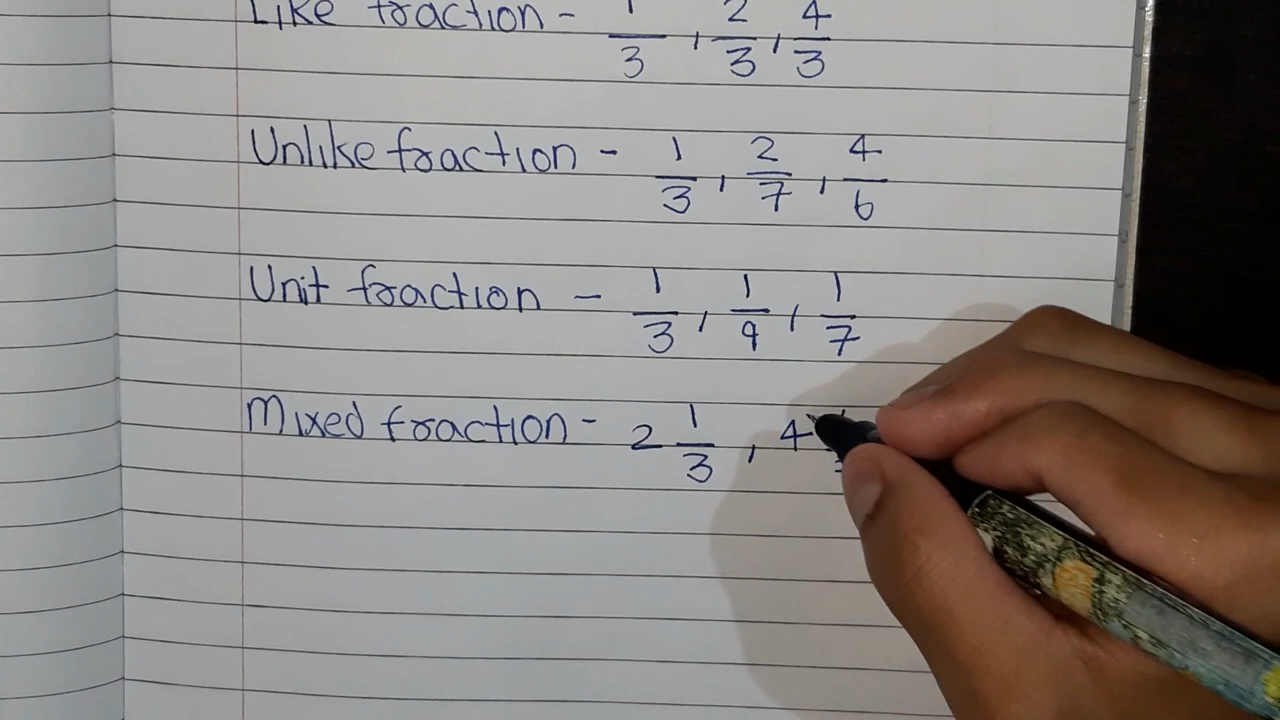 Like fraction - 1/3, 2/3, 4/3
Unlike fraction - 1/3, 2/7, 4/6
Unit fraction - 1/3, 1/9, 1/7
Mixed fraction - 2 1/3, 4